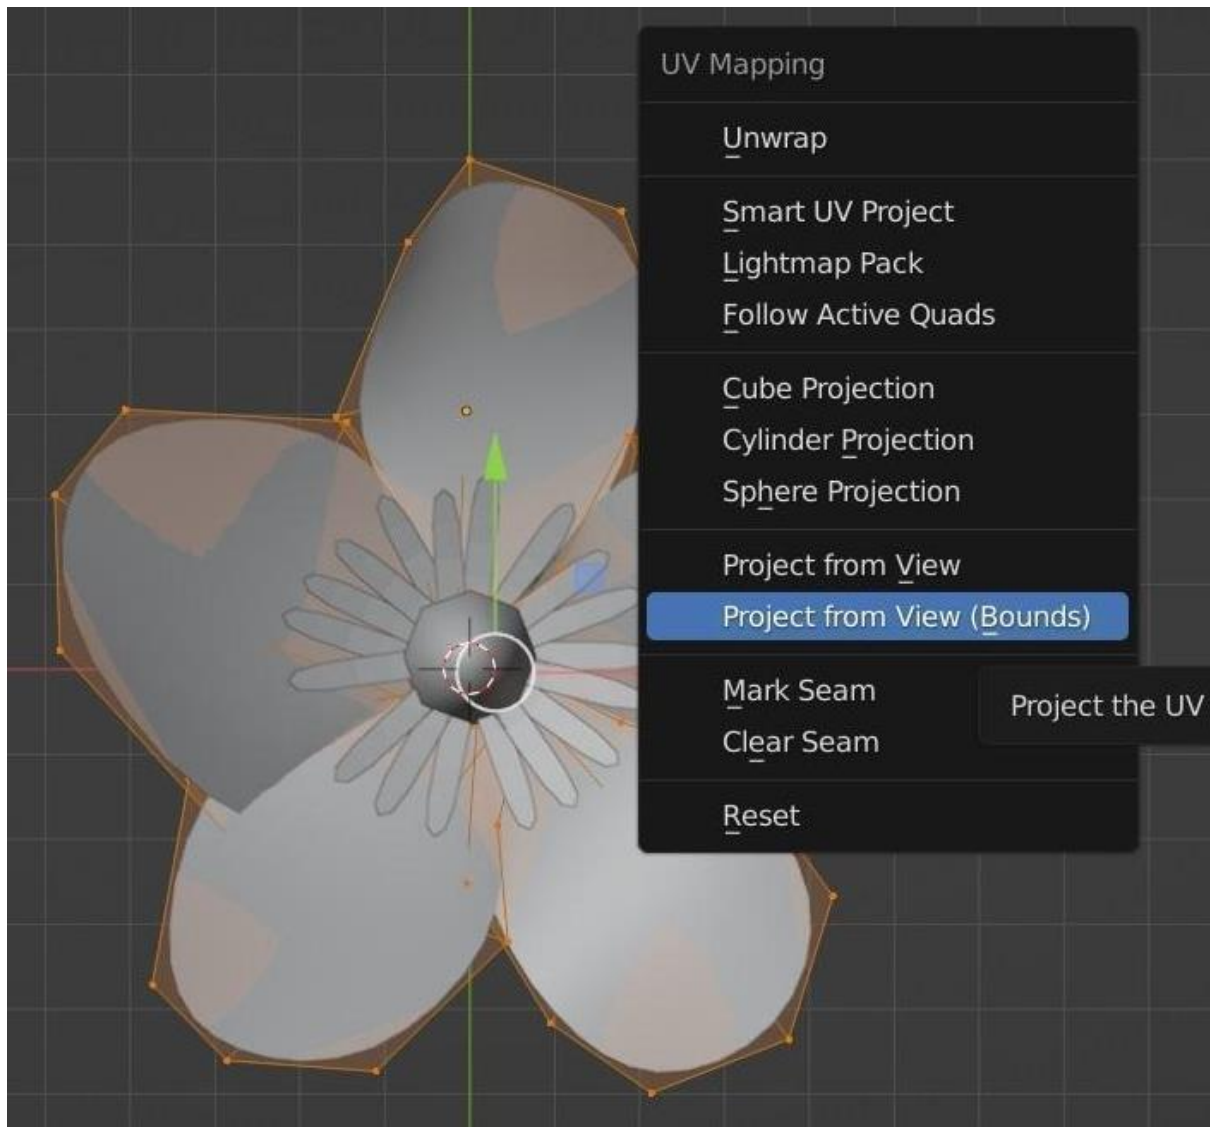 UV Mapping
Unwrap
Smart UV Project
Lightmap Pack
Follow Active Quads
Cube Projection
Cylinder Projection
Sphere Projection
Project from View
Project from View (Bounds)
Mark Seam
Project the UV
Clear Seam
Reset